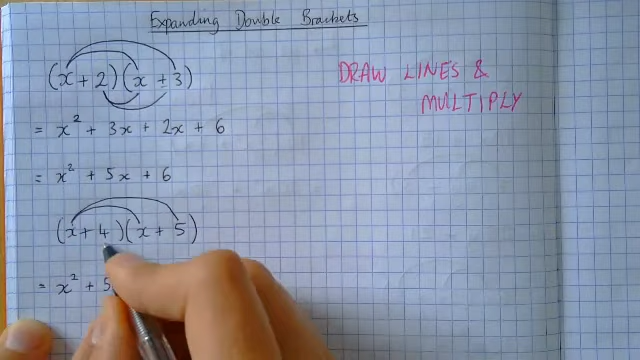 Expanding Double Brackets
(x + 2)(x + 3)
DRAW LINES &
MULTIPLY
= x² + 3x + 2x + 6
= x² + 5x + 6
(x + 4)(x + 5)
= x² + 5